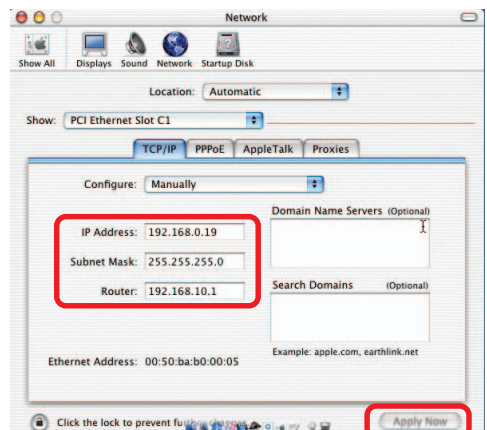 Network
Show All Displays Sound Network Startup Disk
Location: Automatic
Show: PCI Ethernet Slot C1
TCP/IP PPPoE AppleTalk Proxies
Configure: Manually
Domain Name Servers (Optional)
IP Address: 192.168.0.19
Subnet Mask: 255.255.255.0
Router: 192.168.10.1
Search Domains (Optional)
Example: apple.com, earthlink.net
Ethernet Address: 00:50:ba:b0:00:05
Click the lock to prevent further changes.
Apply Now